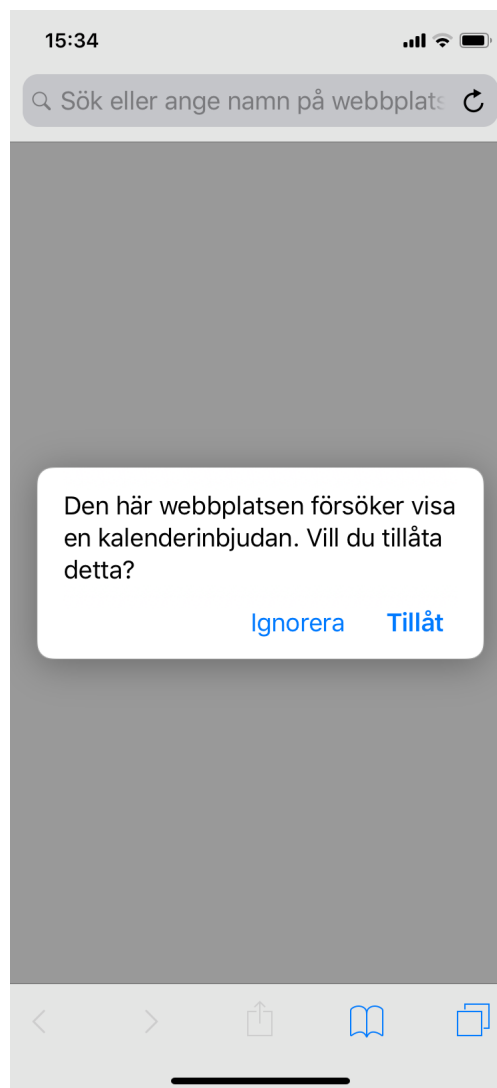 15:34
Sök eller ange namn på webbplats
Den här webbplatsen försöker visa
en kalenderinbjudan. Vill du tillåta
detta?
Ignorera Tillåt